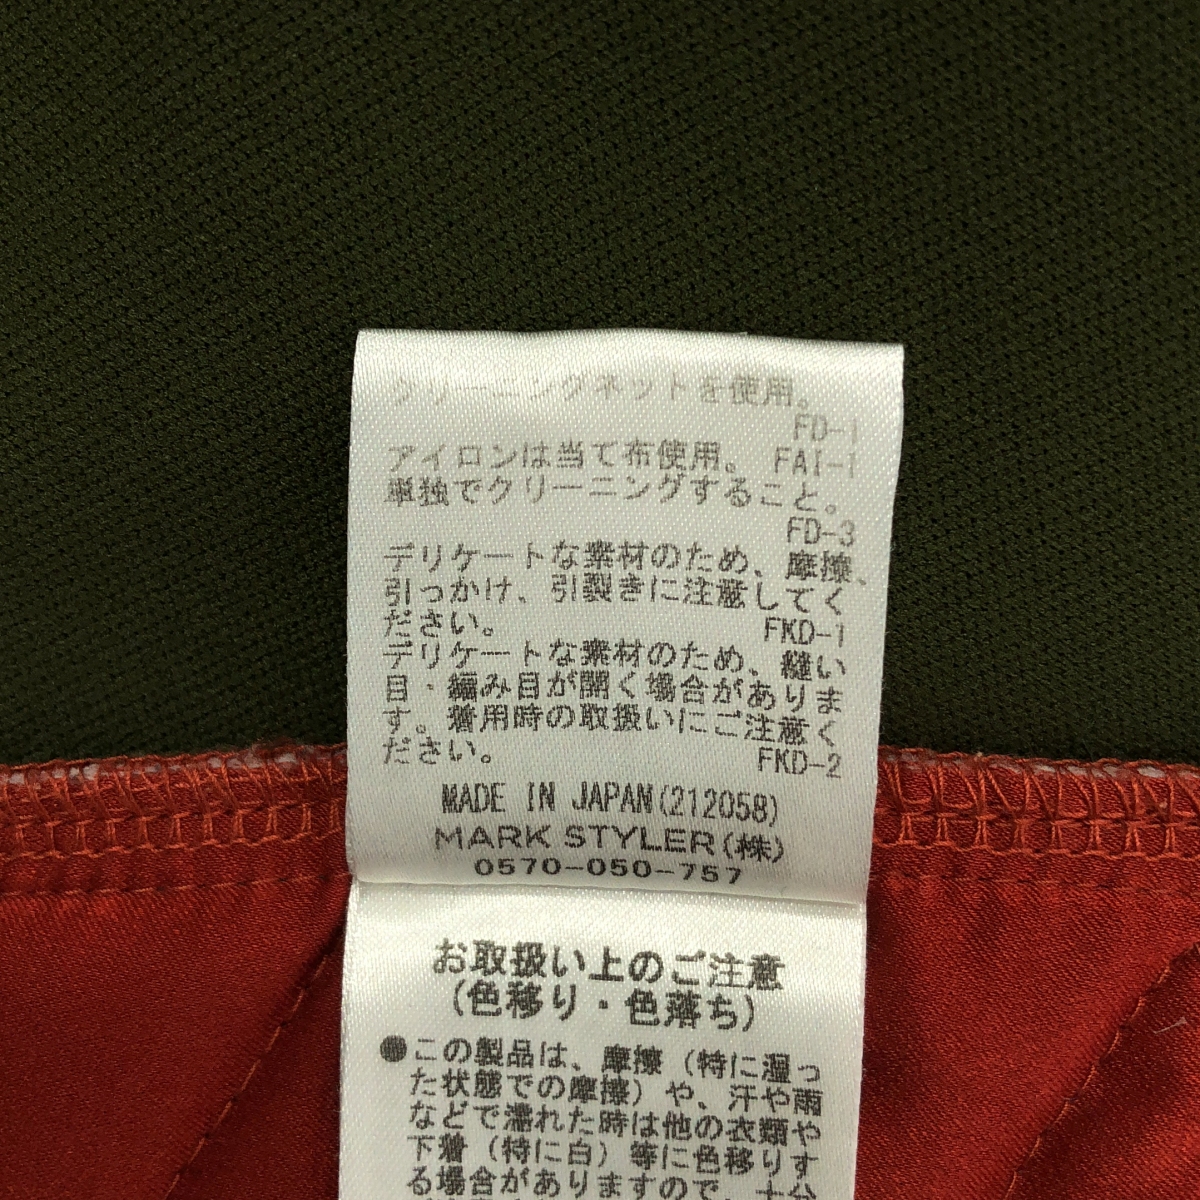 クリーニングネットを使用。
FD-1
アイロンは当て布使用。 FAI-1
単独でクリーニングすること。
FD-3
デリケートな素材のため、摩擦、
引っかけ、引裂きに注意してく
ださい。 FKD-1
デリケートな素材のため、縫い
目・編み目が開く場合がありま
す。着用時の取扱いにご注意く
ださい。 FKD-2
MADE IN JAPAN(212058)
MARK STYLER(株)
0570-050-757
お取扱い上のご注意
(色移り・色落ち)
●この製品は、摩擦(特に湿っ
た状態での摩擦)や、汗や雨
などで濡れた時は他の衣類や
下着(特に白)等に色移りす
る場合がありますので、十分